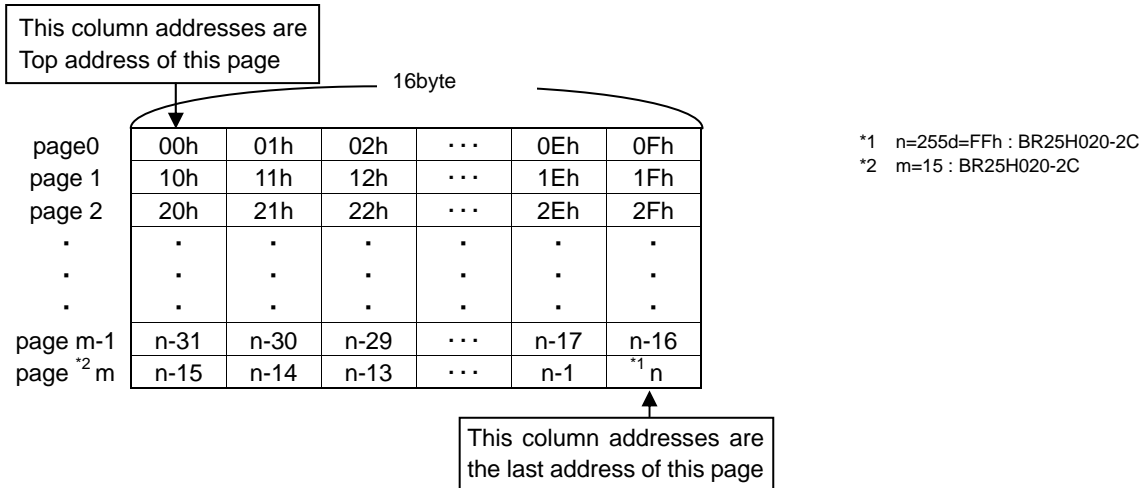 This column addresses are
Top address of this page
16byte
page0 00h 01h 02h ··· 0Eh 0Fh
page 1 10h 11h 12h ··· 1Eh 1Fh
page 2 20h 21h 22h ··· 2Eh 2Fh
· · · · · · ·
· · · · · · ·
· · · · · · ·
page m-1 n-31 n-30 n-29 ··· n-17 n-16
page *2 m n-15 n-14 n-13 ··· n-1 *1 n
This column addresses are
the last address of this page
*1 n=255d=FFh : BR25H020-2C
*2 m=15 : BR25H020-2C